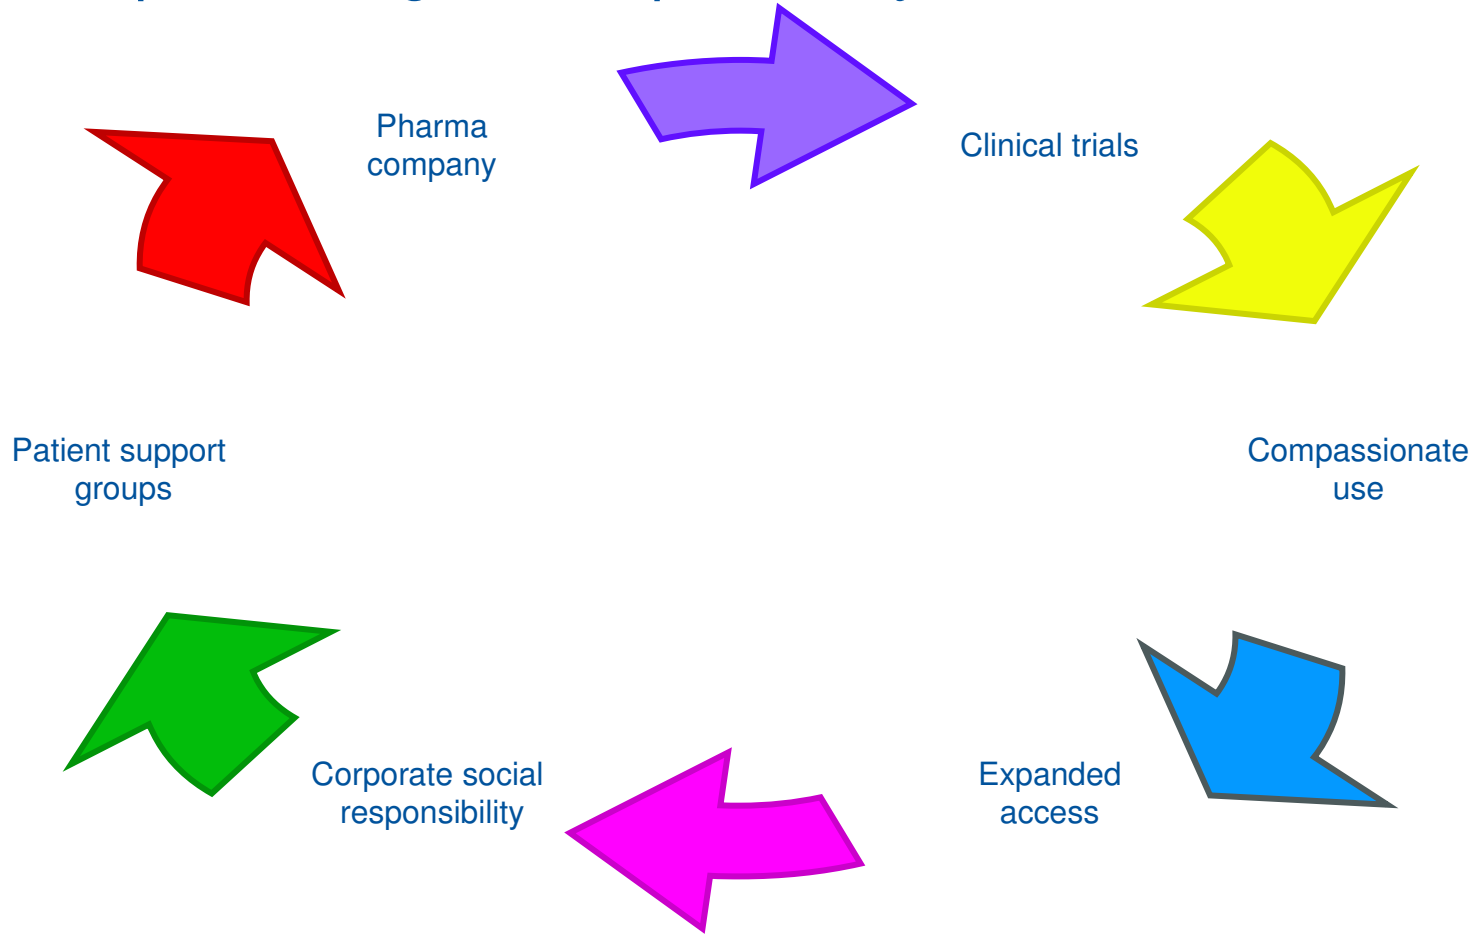 Pharma
company
Clinical trials
Patient support
groups
Compassionate
use
Corporate social
responsibility
Expanded
access